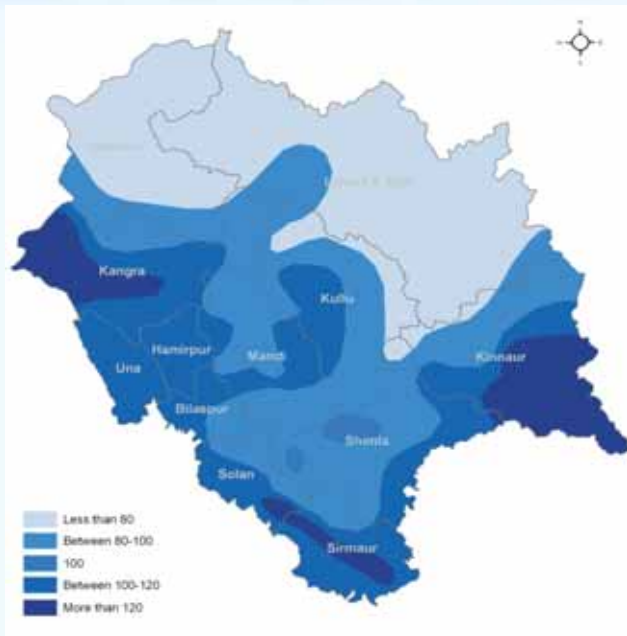 Kangra
Kullu
Hamirpur
Mandi
Kinnaur
Una
Bilaspur
Shimla
Solan
Sirmaur
Less than 80
Between 80-100
100
Between 100-120
More than 120